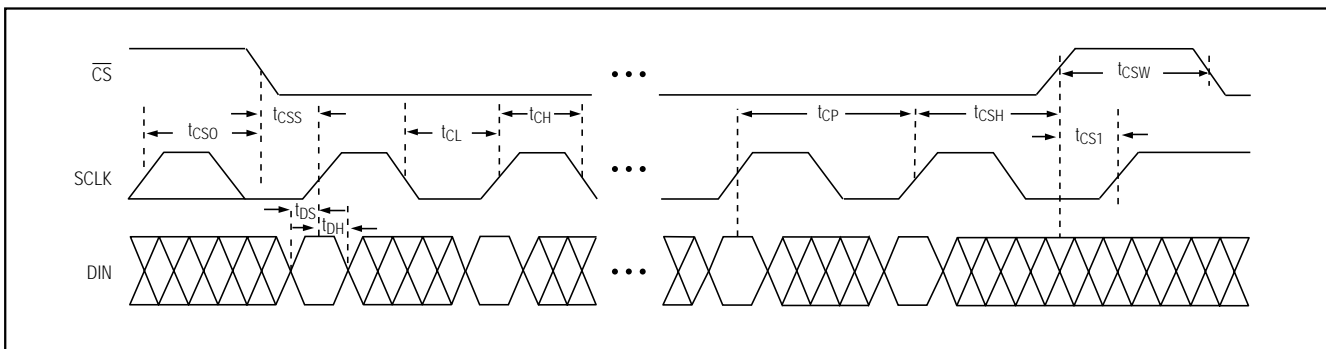 CS
tCSW
tCSS
tCH
tCP
tCSH
tCSO
tCL
tCS1
SCLK
tDS
tDH
DIN